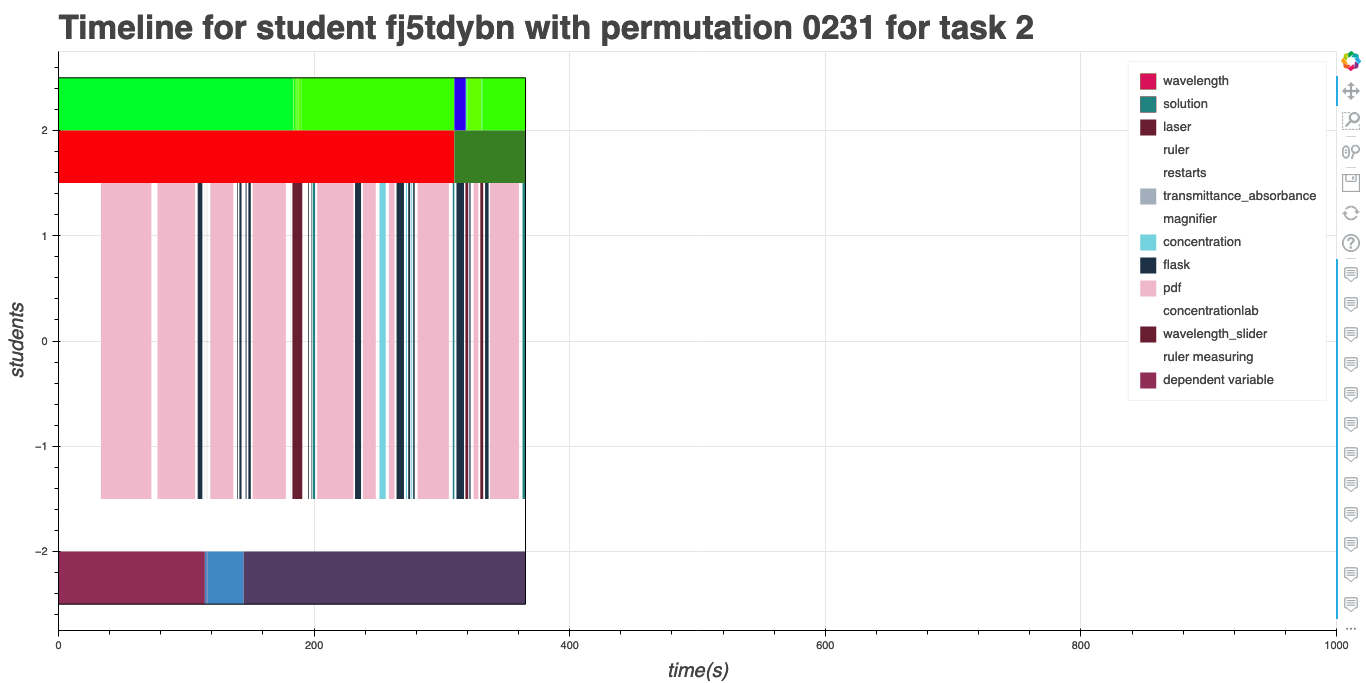 Timeline for student fj5tdybn with permutation 0231 for task 2
students
2
1
0
−1
−2
0
200
400
600
800
1000
time(s)
wavelength
solution
laser
ruler
restarts
transmittance_absorbance
magnifier
concentration
flask
pdf
concentrationlab
wavelength_slider
ruler measuring
dependent variable